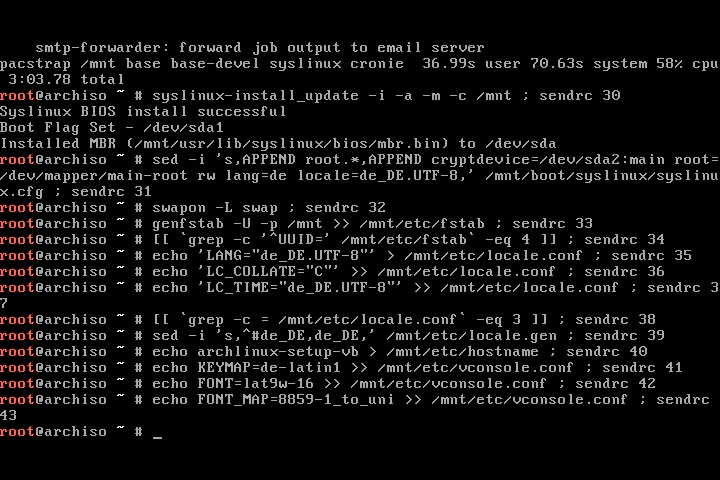 smtp-forwarder: forward job output to email server
pacstrap /mnt base base-devel syslinux cronie  36.99s user 70.63s system 58% cpu
 3:03.78 total
root@archiso ~ # syslinux-install_update -i -a -m -c /mnt ; sendrc 30
Syslinux BIOS install successful
Boot Flag Set - /dev/sda1
Installed MBR (/mnt/usr/lib/syslinux/bios/mbr.bin) to /dev/sda
root@archiso ~ # sed -i 's,APPEND root.*,APPEND cryptdevice=/dev/sda2:main root=
/dev/mapper/main-root rw lang=de locale=de_DE.UTF-8,' /mnt/boot/syslinux/syslinu
x.cfg ; sendrc 31
root@archiso ~ # swapon -L swap ; sendrc 32
root@archiso ~ # genfstab -U -p /mnt >> /mnt/etc/fstab ; sendrc 33
root@archiso ~ # [[ `grep -c '^UUID=' /mnt/etc/fstab` -eq 4 ]] ; sendrc 34
root@archiso ~ # echo 'LANG="de_DE.UTF-8"' > /mnt/etc/locale.conf ; sendrc 35
root@archiso ~ # echo 'LC_COLLATE="C"' >> /mnt/etc/locale.conf ; sendrc 36
root@archiso ~ # echo 'LC_TIME="de_DE.UTF-8"' >> /mnt/etc/locale.conf ; sendrc 3
7
root@archiso ~ # [[ `grep -c = /mnt/etc/locale.conf` -eq 3 ]] ; sendrc 38
root@archiso ~ # sed -i 's,^#de_DE,de_DE,' /mnt/etc/locale.gen ; sendrc 39
root@archiso ~ # echo archlinux-setup-vb > /mnt/etc/hostname ; sendrc 40
root@archiso ~ # echo KEYMAP=de-latin1 >> /mnt/etc/vconsole.conf ; sendrc 41
root@archiso ~ # echo FONT=lat9w-16 >> /mnt/etc/vconsole.conf ; sendrc 42
root@archiso ~ # echo FONT_MAP=8859-1_to_uni >> /mnt/etc/vconsole.conf ; sendrc
43
root@archiso ~ # _